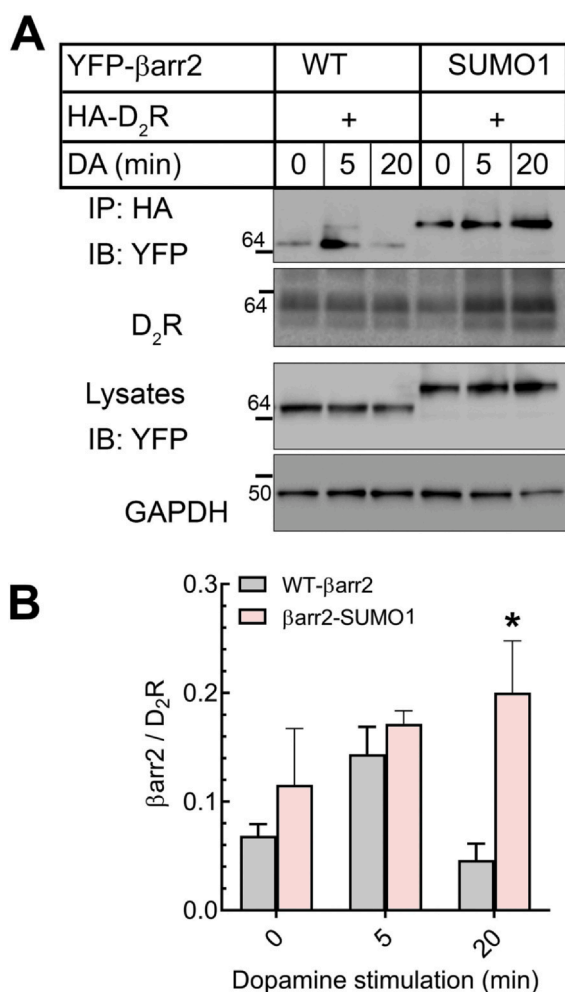 A
YFP-βarr2 WT SUMO1
HA-D₂R + +
DA (min) 0 5 20 0 5 20
IP: HA
IB: YFP
64
D₂R
64
Lysates
IB: YFP
64
GAPDH
50
B
WT-βarr2
βarr2-SUMO1
*
βarr2 / D₂R
0.3
0.2
0.1
0.0
0 5 20
Dopamine stimulation (min)